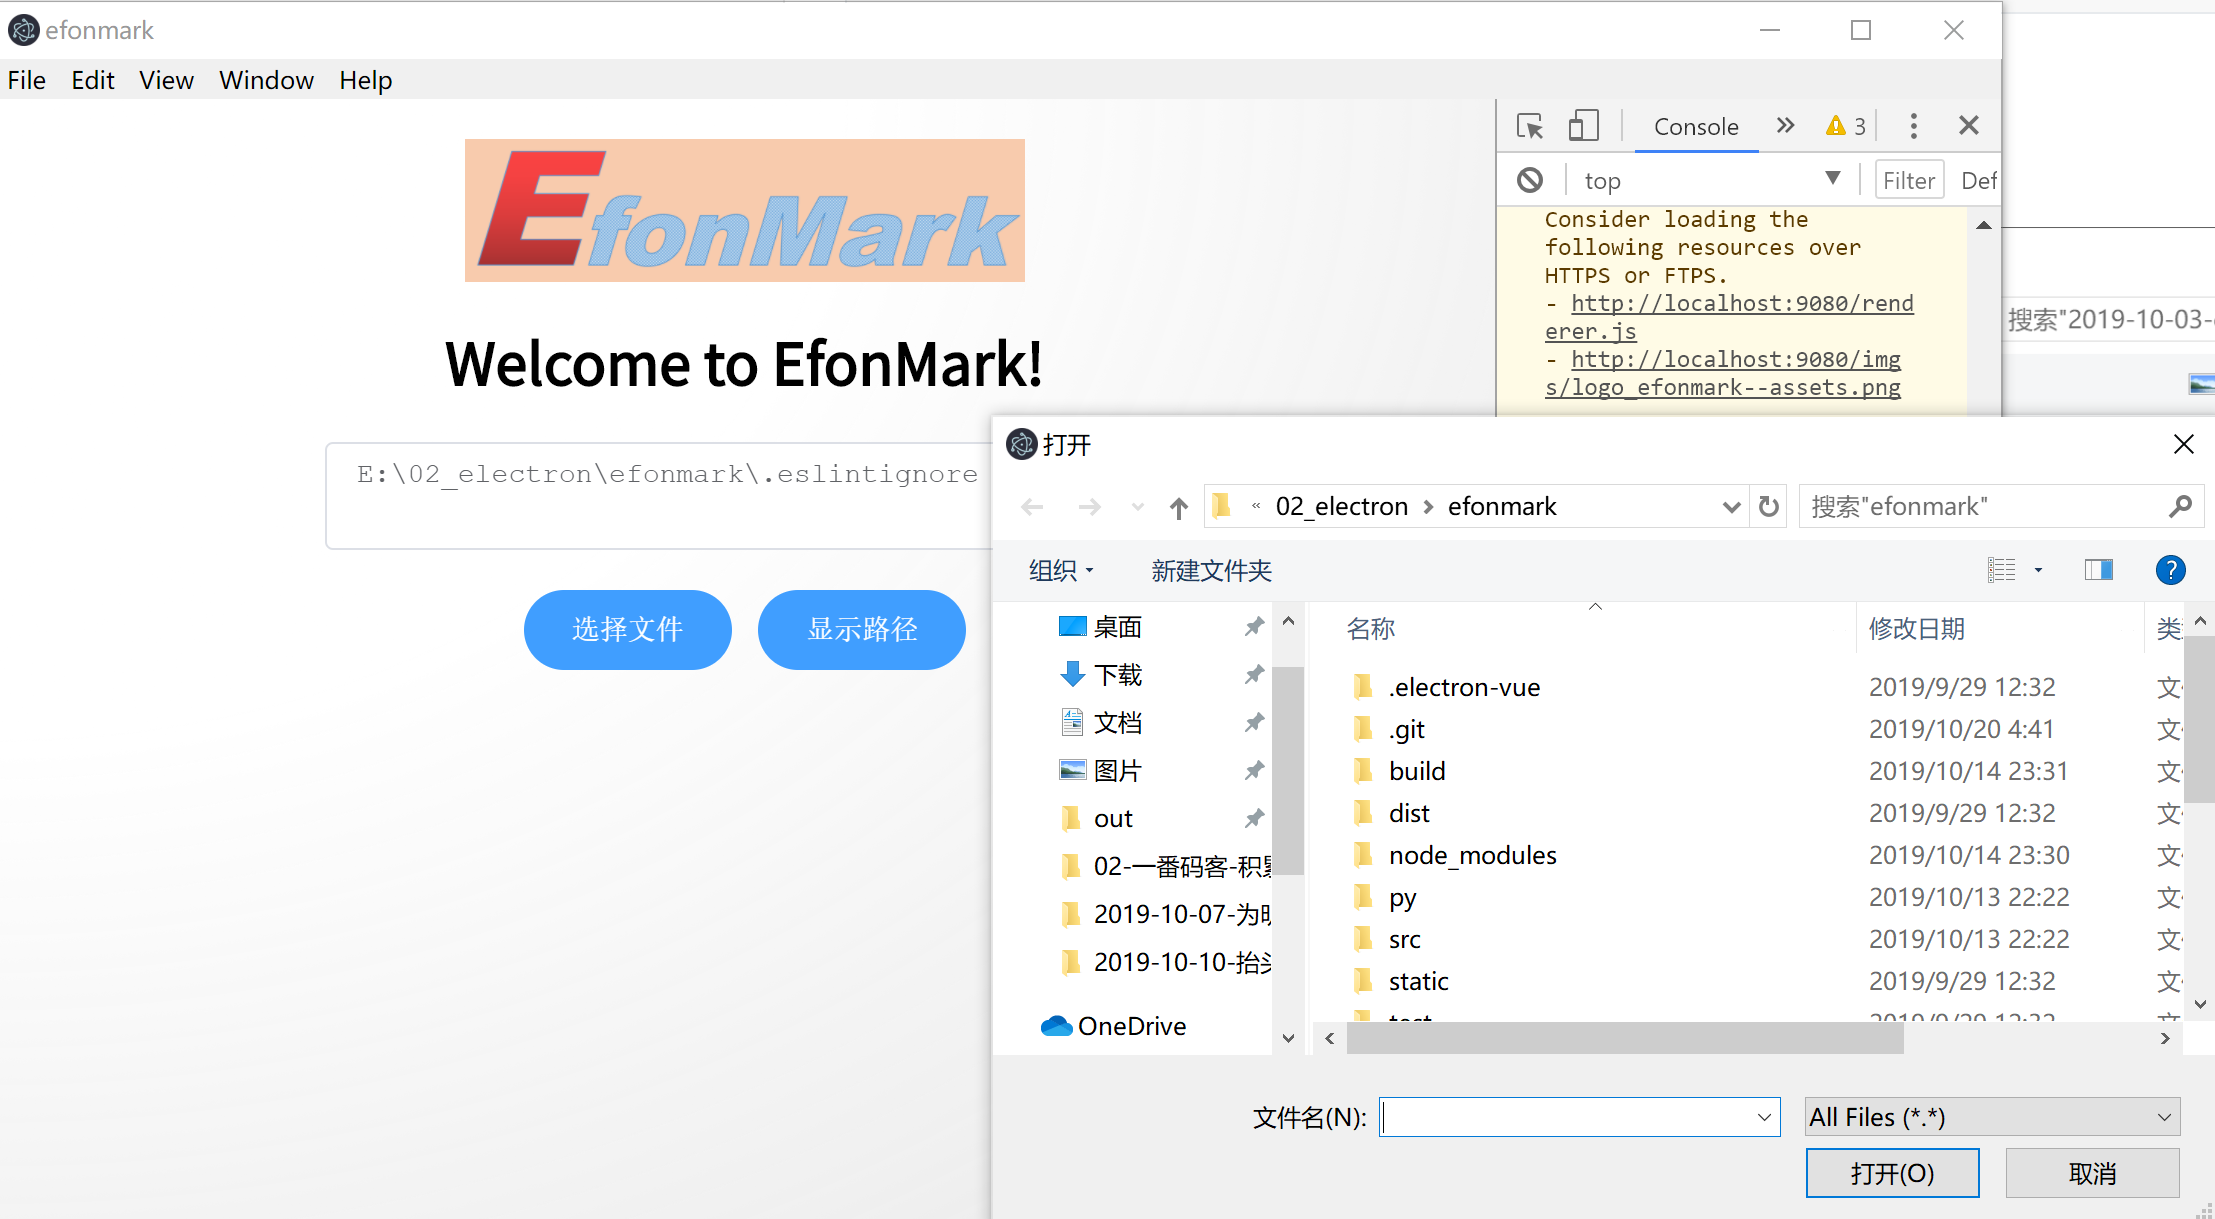 efonmark
File Edit View Window Help
EfonMark
Welcome to EfonMark!
E:\02_electron\efonmark\.eslintignore
选择文件 显示路径
Console 3
top Filter Def
Consider loading the
following resources over
HTTPS or FTPS.
- http://localhost:9080/rend
erer.js
- http://localhost:9080/img
s/logo_efonmark--assets.png
搜索"2019-10-03-
打开
« 02_electron > efonmark
搜索"efonmark"
组织 新建文件夹
桌面
下载
文档
图片
out
02-一番码客-积
2019-10-07-为
2019-10-10-抬
OneDrive
名称 修改日期 类
.electron-vue 2019/9/29 12:32 文
.git 2019/10/20 4:41 文
build 2019/10/14 23:31 文
dist 2019/9/29 12:32 文
node_modules 2019/10/14 23:30 文
py 2019/10/13 22:22 文
src 2019/10/13 22:22 文
static 2019/9/29 12:32 文
文件名(N): All Files (*.*)
打开(O) 取消